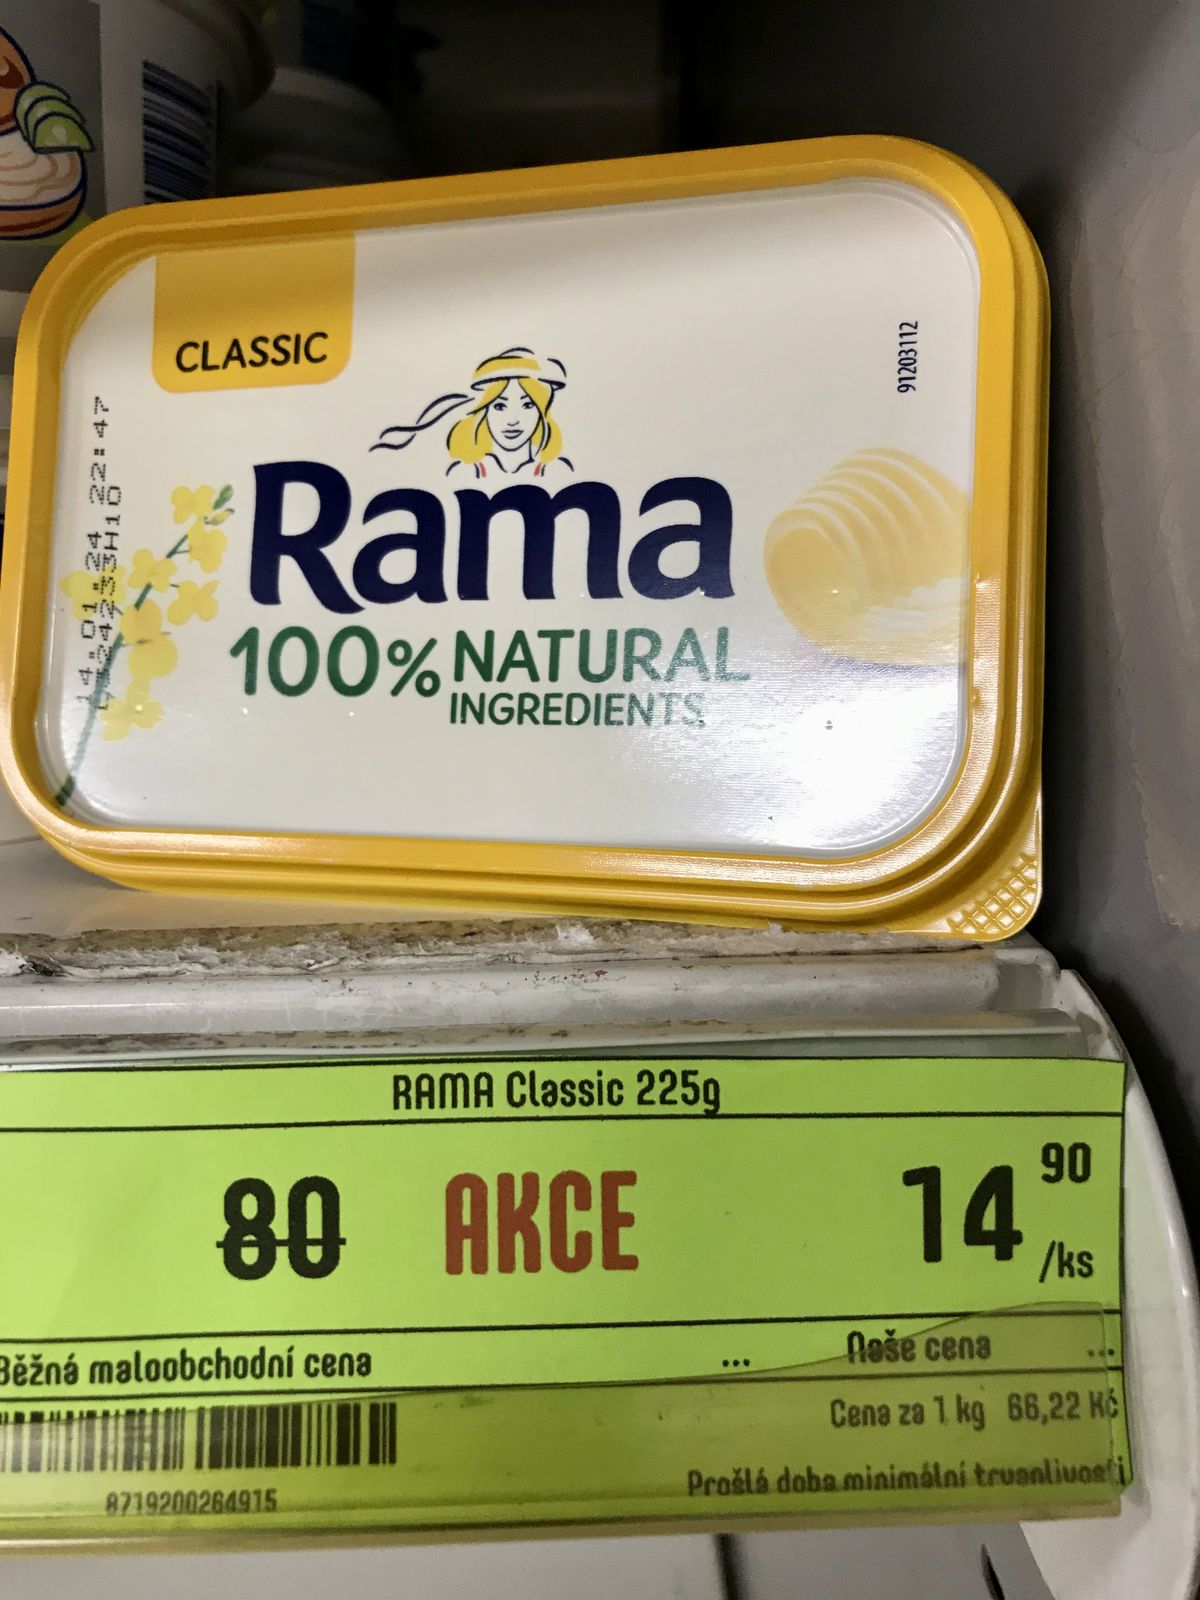 CLASSIC
14:01:24 22:47
91203112
Rama
100% NATURAL
INGREDIENTS
RAMA Classic 225g
80 AKCE 14 90 /ks
Běžná maloobchodní cena ... Naše cena ...
Cena za 1 kg 66,22 Kč
8719200264915
Prošlá doba minimální trvanlivosti